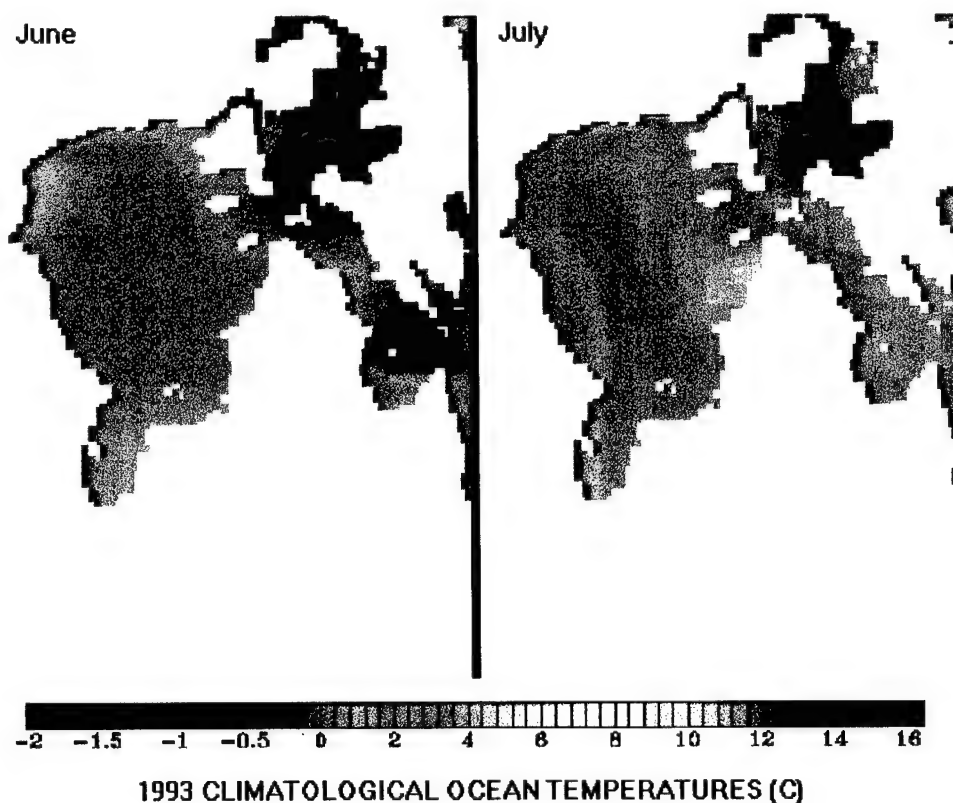 June
July
-2 -1.5 -1 -0.5 0 2 4 6 8 10 12 14 16
1993 CLIMATOLOGICAL OCEAN TEMPERATURES (C)